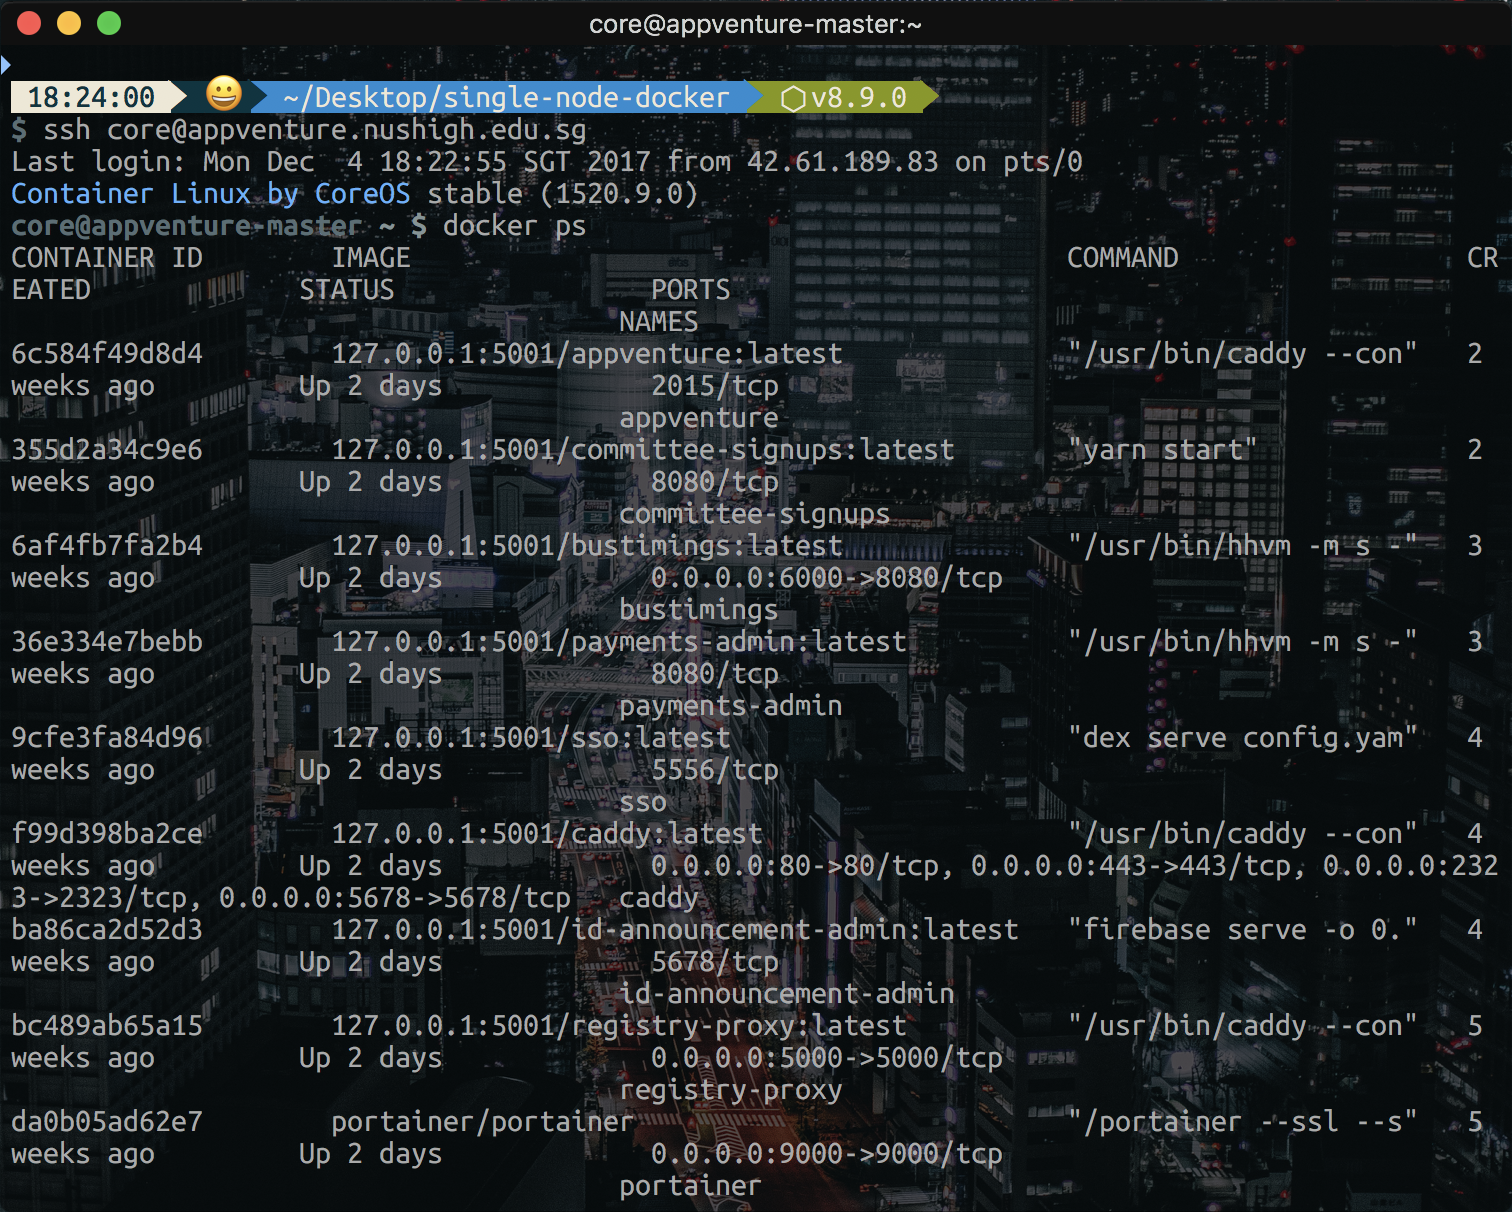 core@appventure-master:~
18:24:00 😀 ~/Desktop/single-node-docker ⬡ v8.9.0
$ ssh core@appventure.nushigh.edu.sg
Last login: Mon Dec  4 18:22:55 SGT 2017 from 42.61.189.83 on pts/0
Container Linux by CoreOS stable (1520.9.0)
core@appventure-master ~ $ docker ps
CONTAINER ID        IMAGE                                         COMMAND                  CR
EATED             STATUS                PORTS
                                      NAMES
6c584f49d8d4        127.0.0.1:5001/appventure:latest              "/usr/bin/caddy --con"   2
weeks ago         Up 2 days             2015/tcp
                                      appventure
355d2a34c9e6        127.0.0.1:5001/committee-signups:latest       "yarn start"             2
weeks ago         Up 2 days             8080/tcp
                                      committee-signups
6af4fb7fa2b4        127.0.0.1:5001/bustimings:latest              "/usr/bin/hhvm -m s -"   3
weeks ago         Up 2 days             0.0.0.0:6000->8080/tcp
                                      bustimings
36e334e7bebb        127.0.0.1:5001/payments-admin:latest          "/usr/bin/hhvm -m s -"   3
weeks ago         Up 2 days             8080/tcp
                                      payments-admin
9cfe3fa84d96        127.0.0.1:5001/sso:latest                     "dex serve config.yam"   4
weeks ago         Up 2 days             5556/tcp
                                      sso
f99d398ba2ce        127.0.0.1:5001/caddy:latest                   "/usr/bin/caddy --con"   4
weeks ago         Up 2 days             0.0.0.0:80->80/tcp, 0.0.0.0:443->443/tcp, 0.0.0.0:232
3->2323/tcp, 0.0.0.0:5678->5678/tcp   caddy
ba86ca2d52d3        127.0.0.1:5001/id-announcement-admin:latest   "firebase serve -o 0."   4
weeks ago         Up 2 days             5678/tcp
                                      id-announcement-admin
bc489ab65a15        127.0.0.1:5001/registry-proxy:latest          "/usr/bin/caddy --con"   5
weeks ago         Up 2 days             0.0.0.0:5000->5000/tcp
                                      registry-proxy
da0b05ad62e7        portainer/portainer                           "/portainer --ssl --s"   5
weeks ago         Up 2 days             0.0.0.0:9000->9000/tcp
                                      portainer